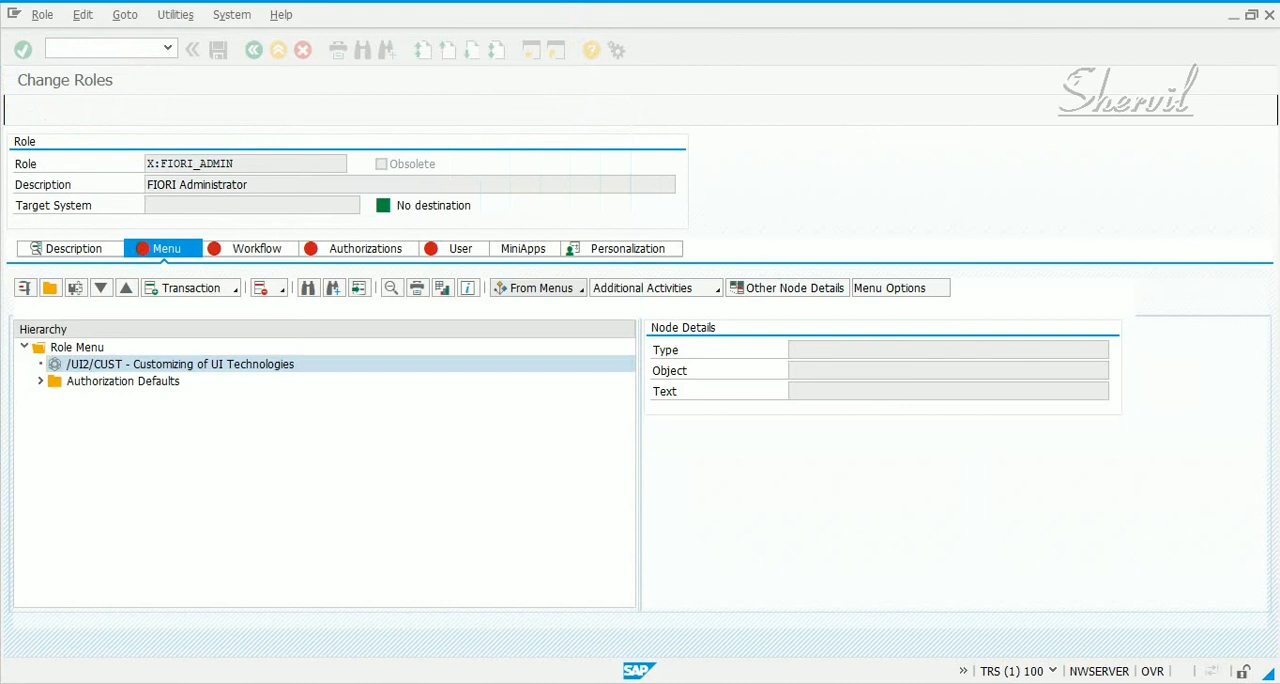 Role Edit Goto Utilities System Help
Change Roles
Shervil
Role
Role X:FIORI_ADMIN Obsolete
Description FIORI Administrator
Target System No destination
Description Menu Workflow Authorizations User MiniApps Personalization
Transaction From Menus Additional Activities Other Node Details Menu Options
Hierarchy
Role Menu
/UI2/CUST - Customizing of UI Technologies
Authorization Defaults
Node Details
Type
Object
Text
SAP
TRS (1) 100 NWSERVER OVR